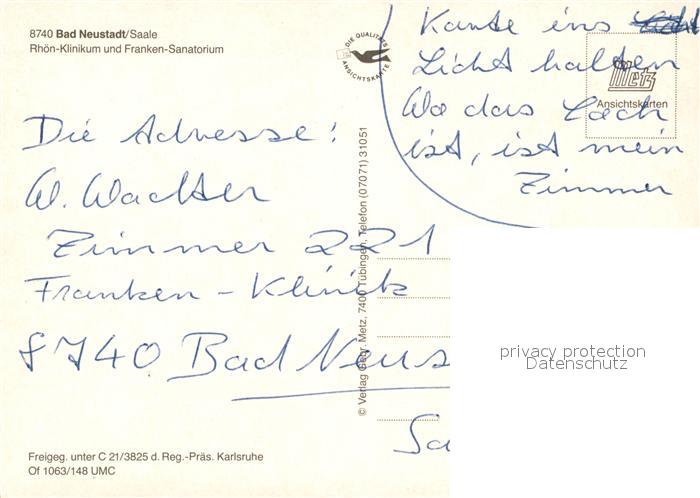 8740 Bad Neustadt/Saale
Rhön-Klinikum und Franken-Sanatorium
DIE QUALITÄTS
ANSICHTSKARTE
Kante ins
Licht halten
Wo das Loch
ist, ist mein
Zimmer
Metz
Ansichtskarten
Die Adresse:
W. Wachter
Zimmer 221
Franken-Klinik
8740 Bad Neus
Sa
© Verlag Gebr. Metz, 7400 Tübingen, Telefon (07071) 31051
privacy protection
Datenschutz
Freigeg. unter C 21/3825 d. Reg.-Präs. Karlsruhe
Of 1063/148 UMC